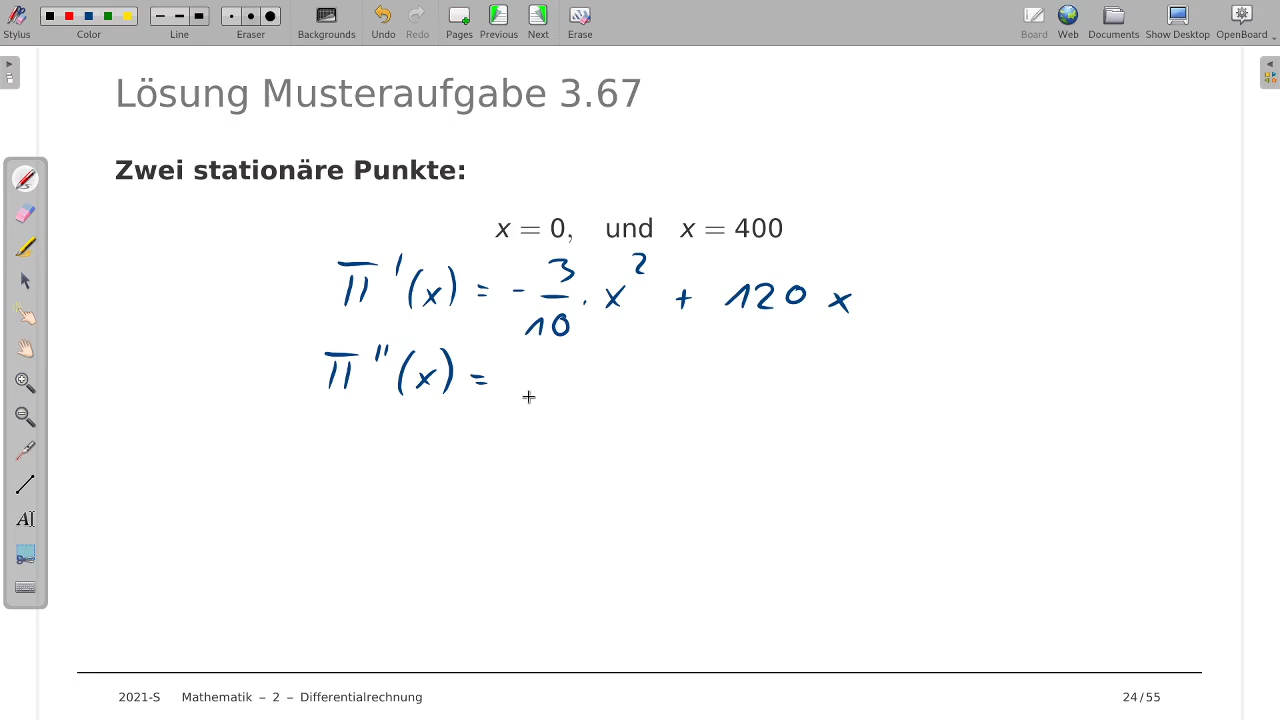 Stylus Color Line Eraser Backgrounds Undo Redo Pages Previous Next Erase Board Web Documents Show Desktop OpenBoard
Lösung Musteraufgabe 3.67
Zwei stationäre Punkte:
x = 0, und x = 400
Π'(x) = - 3/10 · x² + 120 x
Π''(x) =
2021-S Mathematik – 2 – Differentialrechnung 24/55